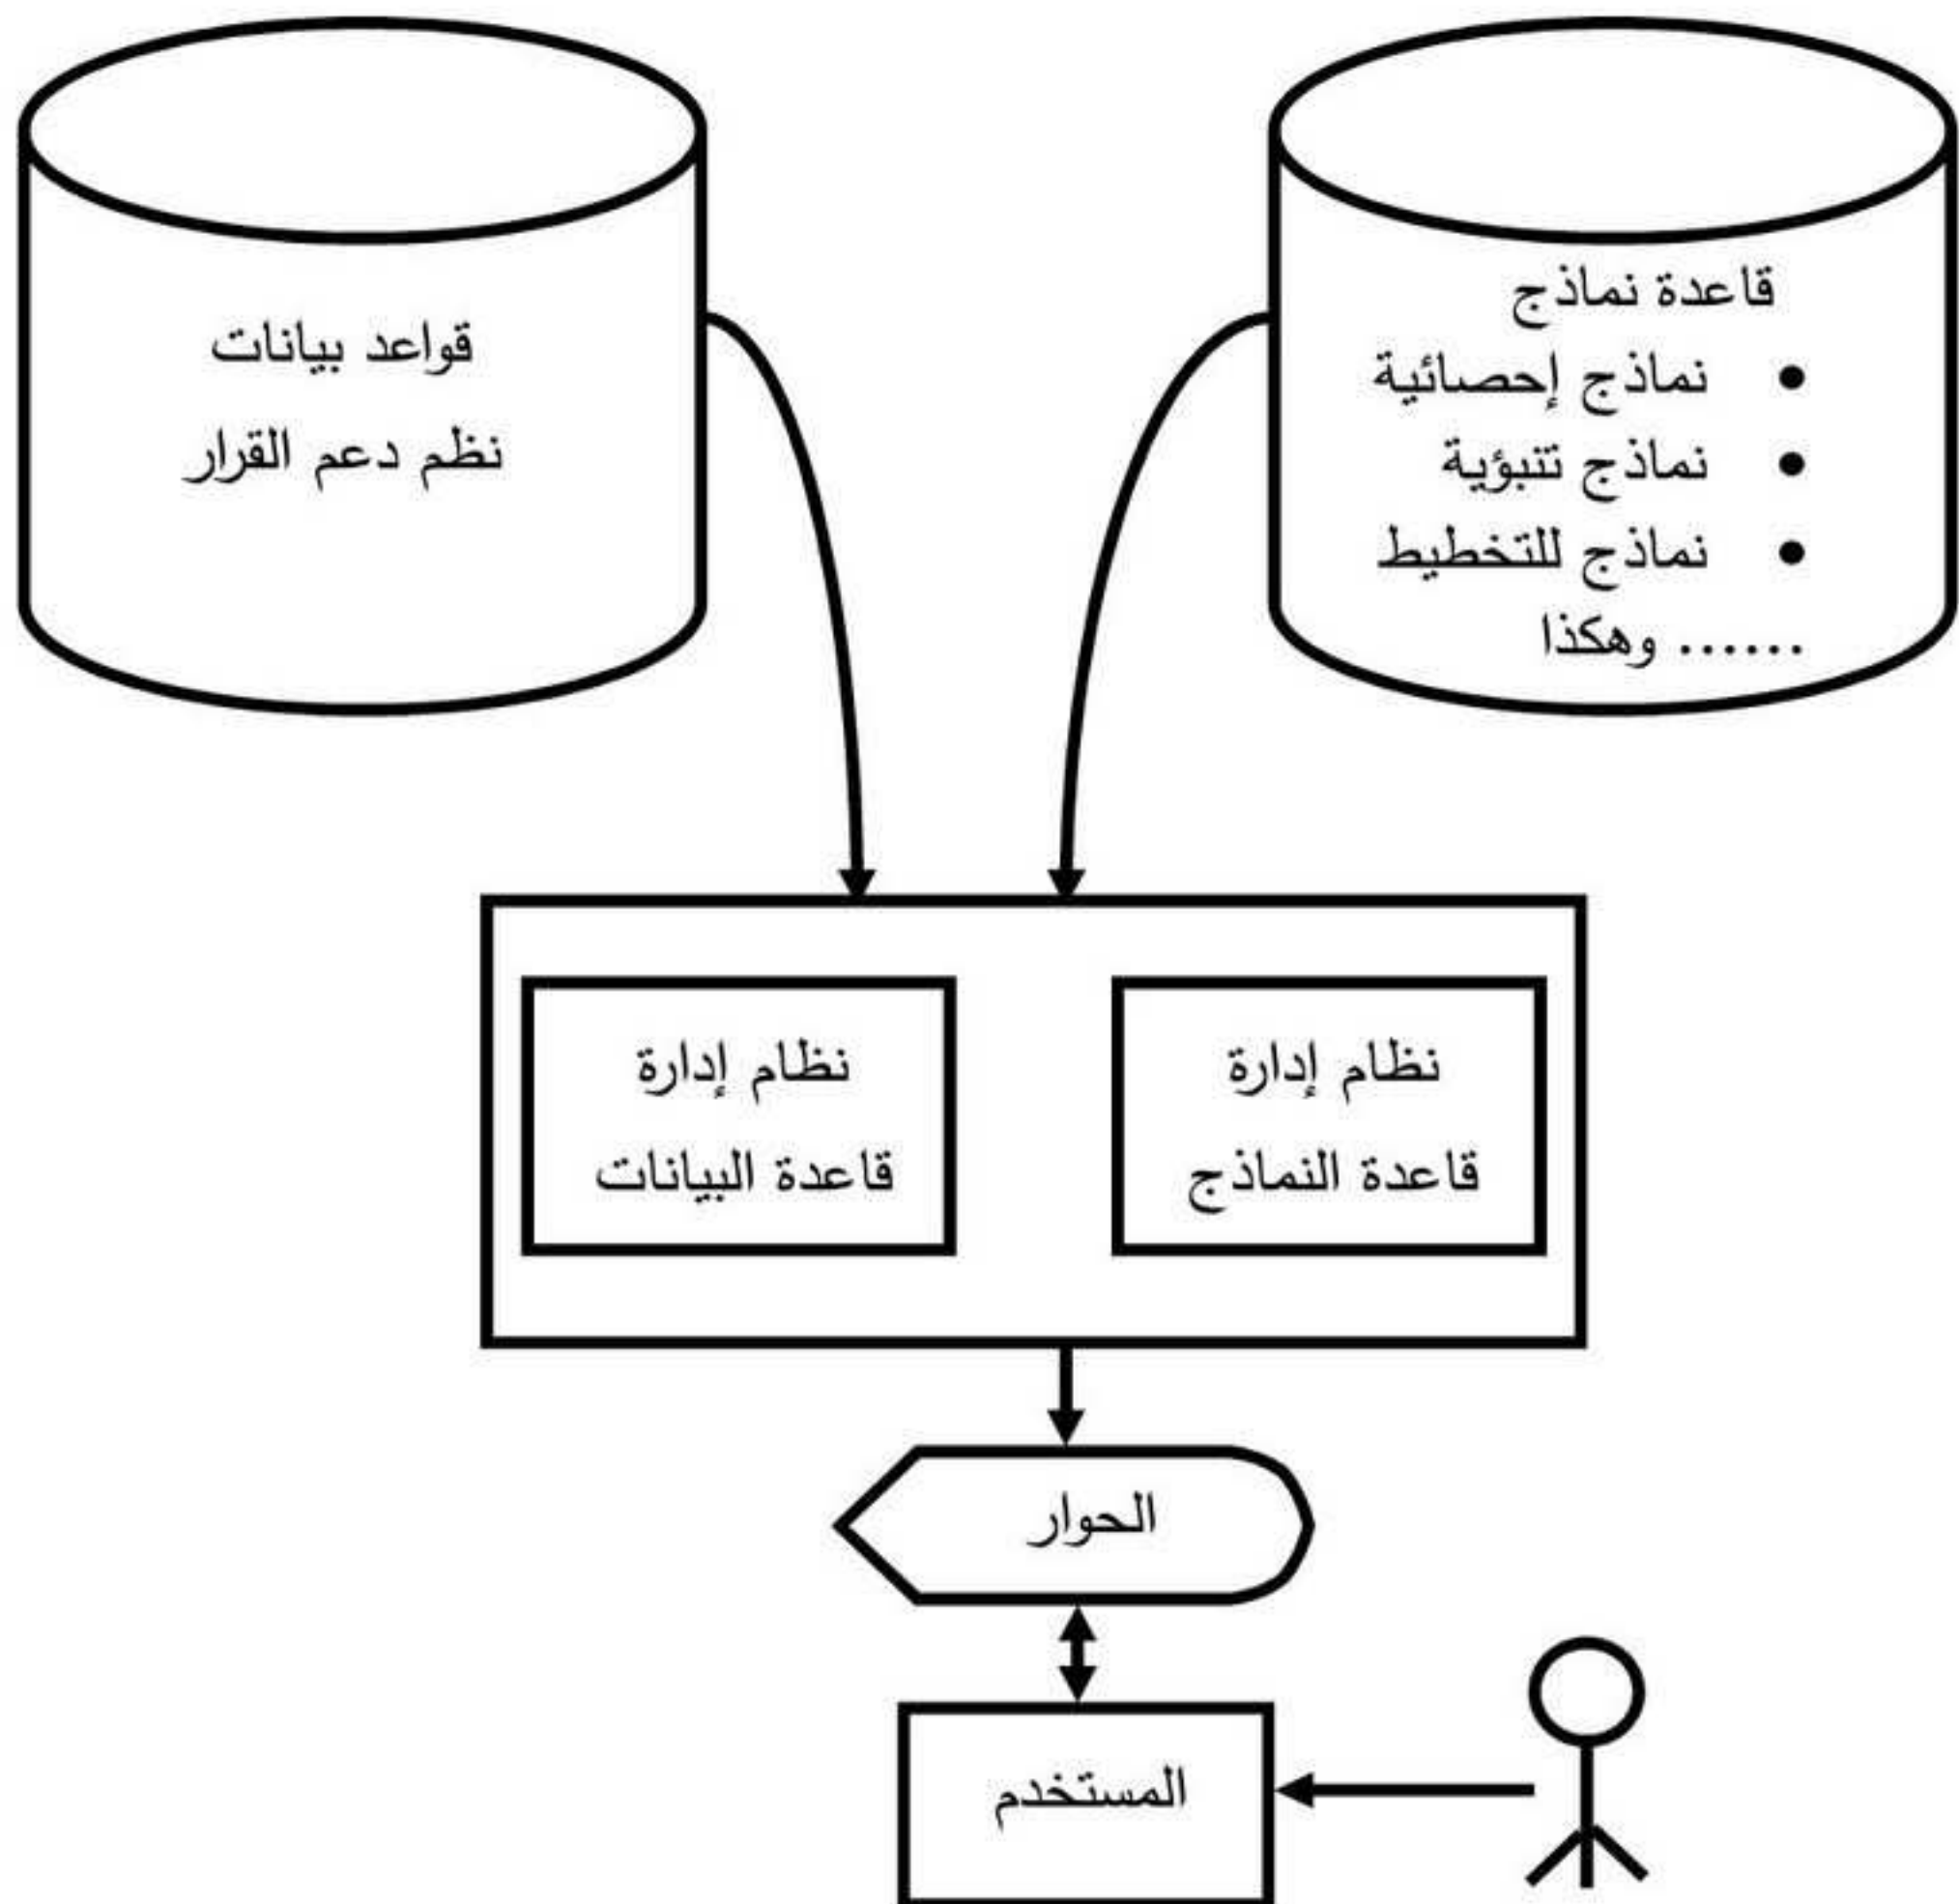 قاعدة نماذج
• نماذج إحصائية
• نماذج تنبؤية
• نماذج للتخطيط
...... وهكذا
قواعد بيانات
نظم دعم القرار
نظام إدارة
قاعدة النماذج
نظام إدارة
قاعدة البيانات
الحوار
المستخدم